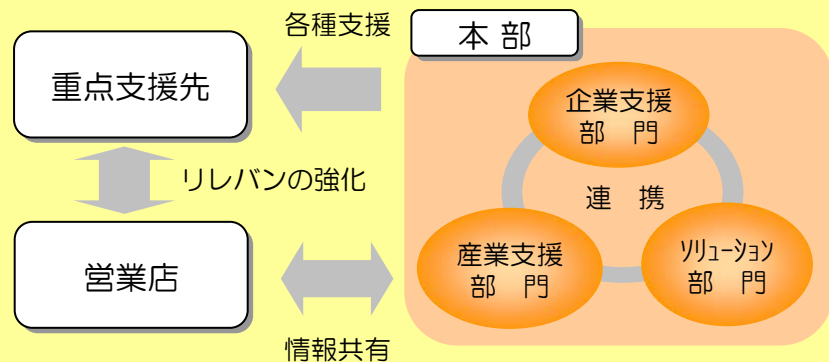 各種支援
本 部
重点支援先
企業支援
部　門
リレバンの強化
連　携
営業店
産業支援
部　門
ｿﾘｭｰｼｮﾝ
部　門
情報共有